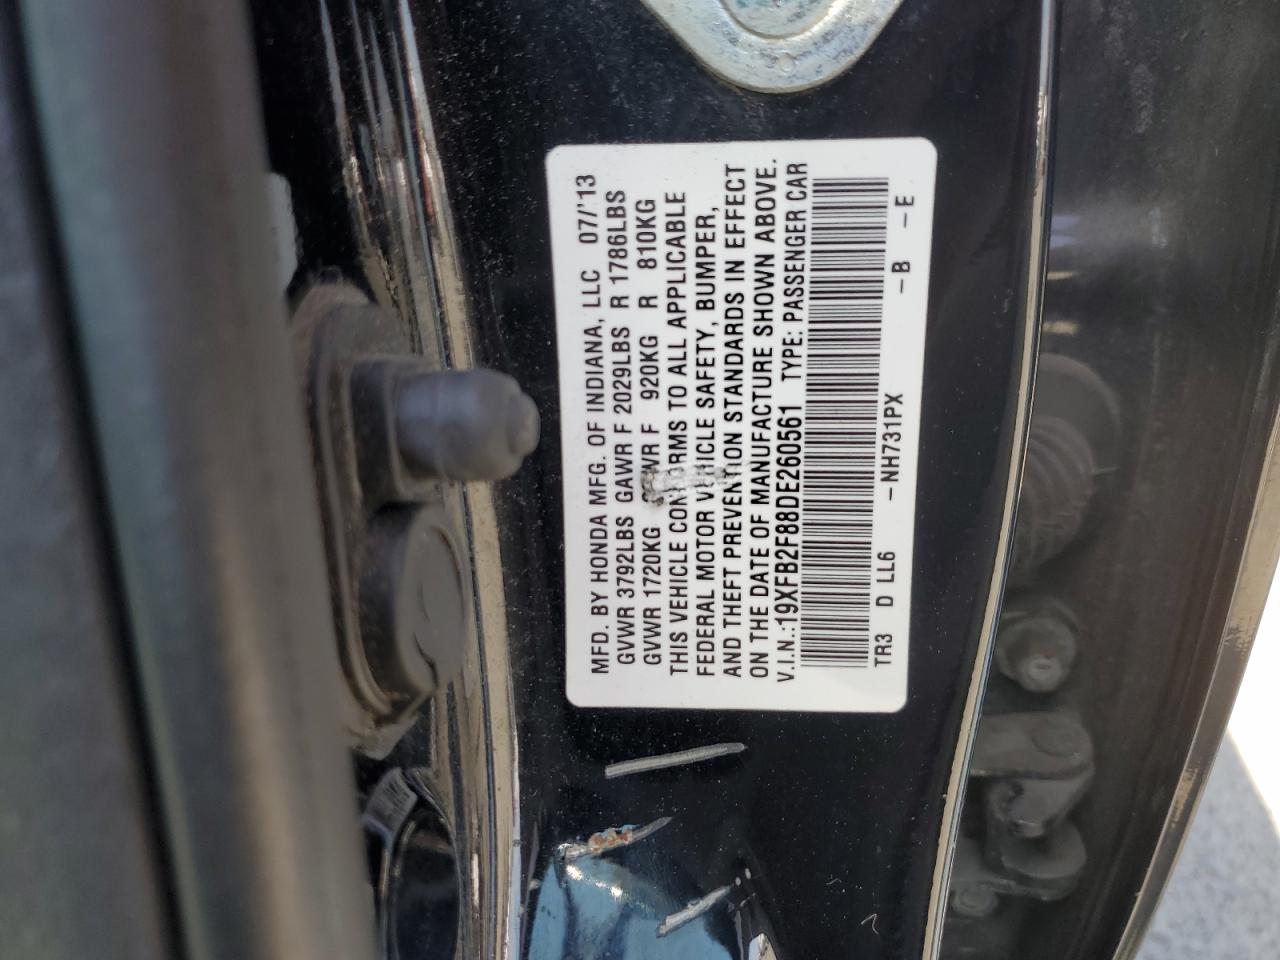 MFD. BY HONDA MFG. OF INDIANA, LLC 07/'13
GVWR 3792LBS GAWR F 2029LBS R 1786LBS
GVWR 1720KG GAWR F 920KG R 810KG
THIS VEHICLE CONFORMS TO ALL APPLICABLE
FEDERAL MOTOR VEHICLE SAFETY, BUMPER,
AND THEFT PREVENTION STANDARDS IN EFFECT
ON THE DATE OF MANUFACTURE SHOWN ABOVE.
V.I.N.:19XFB2F88DE260561 TYPE: PASSENGER CAR
TR3 D LL6 -NH731PX -B -E